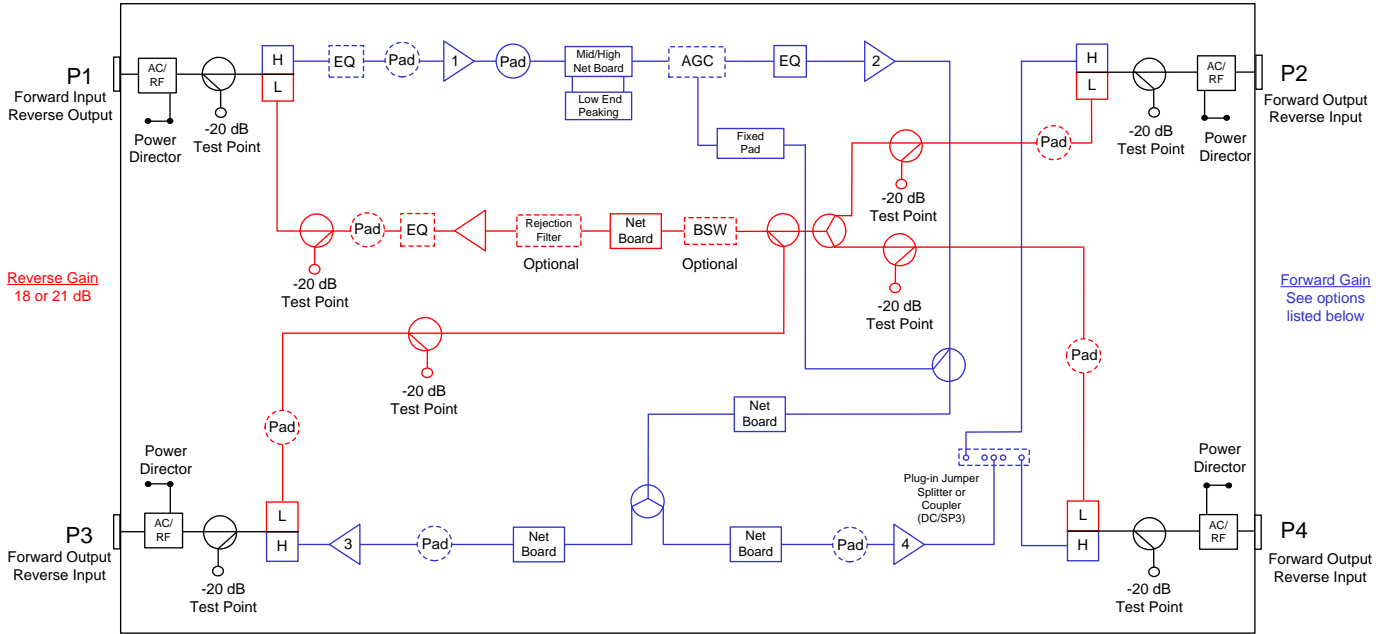 P1
Forward Input
Reverse Output
AC/
RF
Power
Director
-20 dB
Test Point
H
L
EQ
Pad
1
Pad
Mid/High
Net Board
Low End
Peaking
AGC
Fixed
Pad
EQ
2
H
L
-20 dB
Test Point
AC/
RF
Power
Director
P2
Forward Output
Reverse Input
Pad
-20 dB
Test Point
-20 dB
Test Point
Pad
EQ
Rejection
Filter
Optional
Net
Board
BSW
Optional
-20 dB
Test Point
Reverse Gain
18 or 21 dB
Forward Gain
See options
listed below
-20 dB
Test Point
Pad
Pad
Net
Board
Plug-in Jumper
Splitter or
Coupler
(DC/SP3)
Power
Director
P3
Forward Output
Reverse Input
AC/
RF
-20 dB
Test Point
L
H
3
Pad
Net
Board
Net
Board
Pad
4
L
H
-20 dB
Test Point
Power
Director
AC/
RF
P4
Forward Output
Reverse Input